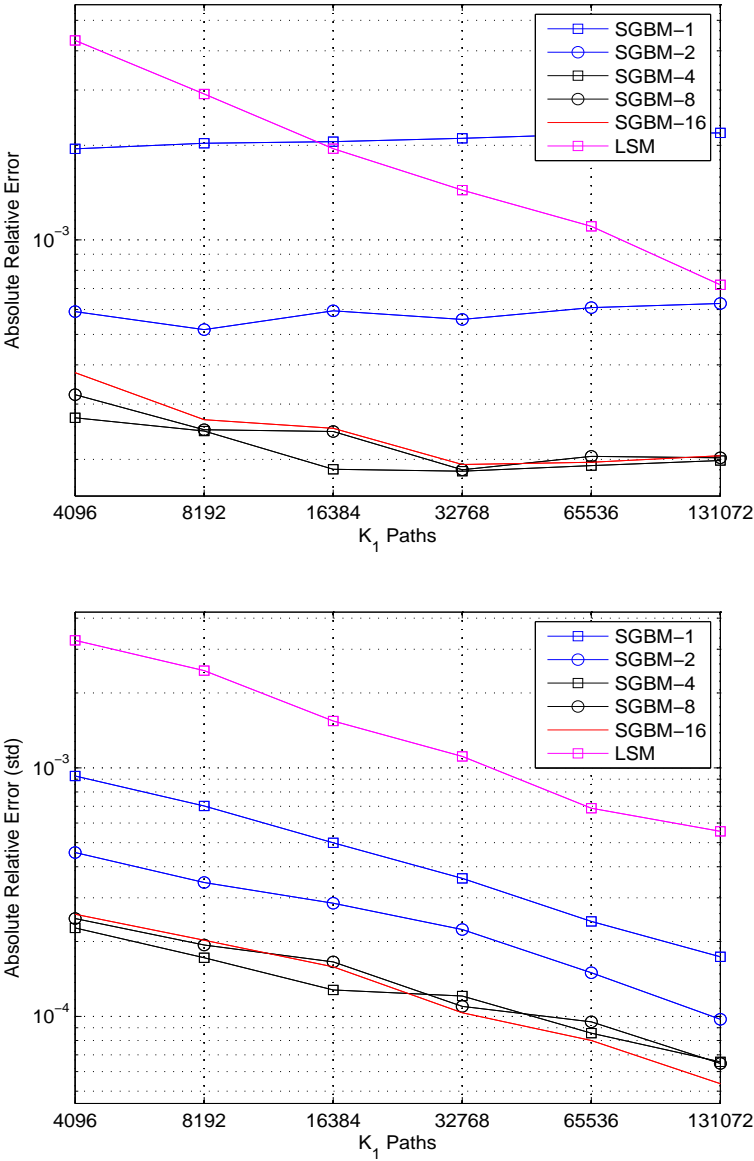 SGBM−1
SGBM−2
SGBM−4
SGBM−8
SGBM−16
LSM
Absolute Relative Error
10−3
4096 8192 16384 32768 65536 131072
K1 Paths
SGBM−1
SGBM−2
SGBM−4
SGBM−8
SGBM−16
LSM
Absolute Relative Error (std)
10−3
10−4
4096 8192 16384 32768 65536 131072
K1 Paths